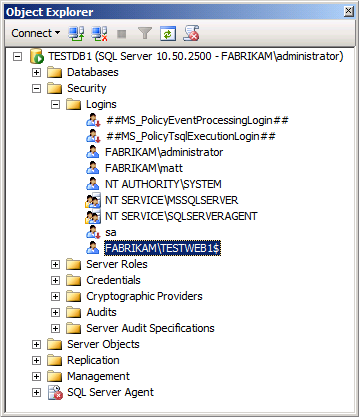 Object Explorer
Connect
TESTDB1 (SQL Server 10.50.2500 - FABRIKAM\administrator)
Databases
Security
Logins
##MS_PolicyEventProcessingLogin##
##MS_PolicyTsqlExecutionLogin##
FABRIKAM\administrator
FABRIKAM\matt
NT AUTHORITY\SYSTEM
NT SERVICE\MSSQLSERVER
NT SERVICE\SQLSERVERAGENT
sa
FABRIKAM\TESTWEB1$
Server Roles
Credentials
Cryptographic Providers
Audits
Server Audit Specifications
Server Objects
Replication
Management
SQL Server Agent